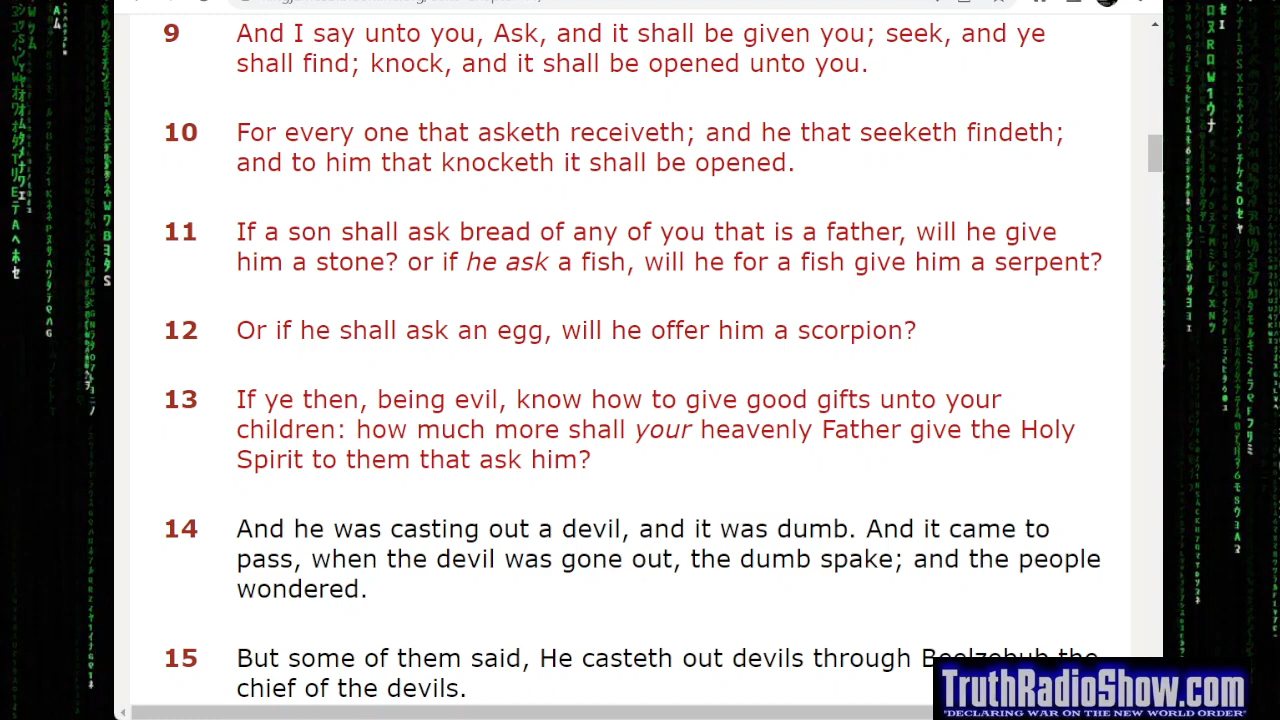 9 And I say unto you, Ask, and it shall be given you; seek, and ye
shall find; knock, and it shall be opened unto you.
10 For every one that asketh receiveth; and he that seeketh findeth;
and to him that knocketh it shall be opened.
11 If a son shall ask bread of any of you that is a father, will he give
him a stone? or if he ask a fish, will he for a fish give him a serpent?
12 Or if he shall ask an egg, will he offer him a scorpion?
13 If ye then, being evil, know how to give good gifts unto your
children: how much more shall your heavenly Father give the Holy
Spirit to them that ask him?
14 And he was casting out a devil, and it was dumb. And it came to
pass, when the devil was gone out, the dumb spake; and the people
wondered.
15 But some of them said, He casteth out devils through Beelzebub the
chief of the devils.
TruthRadioShow.com
"DECLARING WAR ON THE NEW WORLD ORDER"